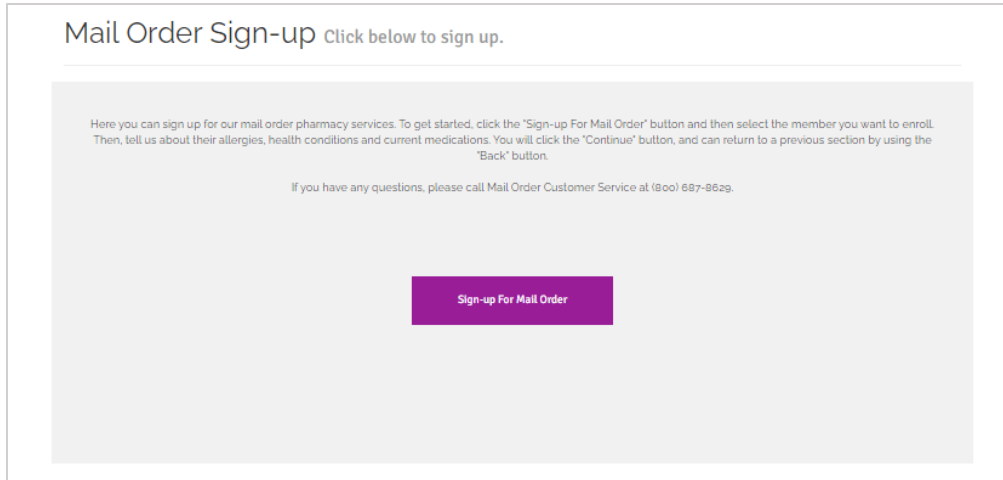 Mail Order Sign-up Click below to sign up.
Here you can sign up for our mail order pharmacy services. To get started, click the "Sign-up For Mail Order" button and then select the member you want to enroll.
Then, tell us about their allergies, health conditions and current medications. You will click the "Continue" button, and can return to a previous section by using the
"Back" button.
If you have any questions, please call Mail Order Customer Service at (800) 687-8629.
Sign-up For Mail Order